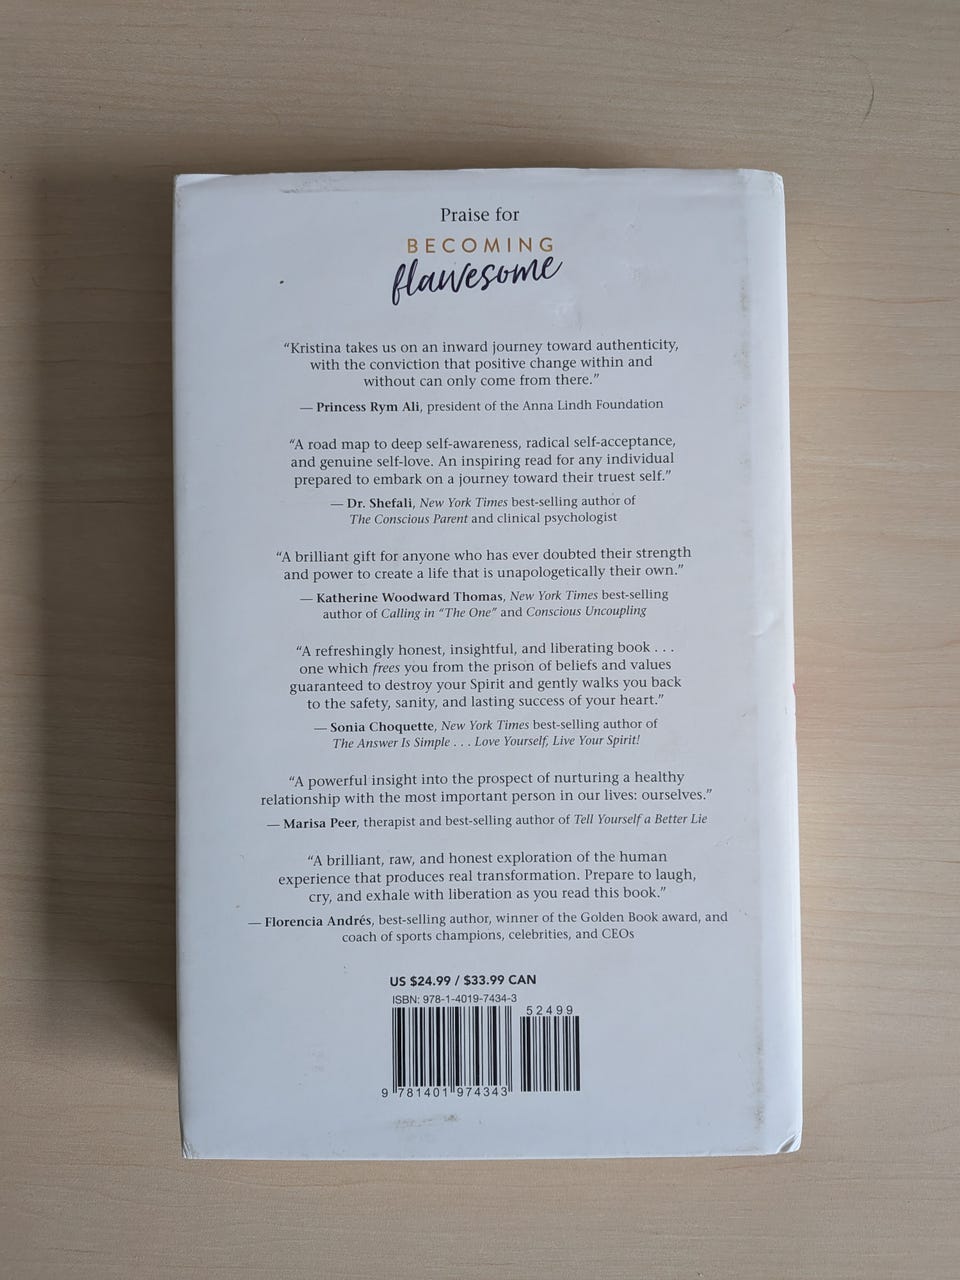 Praise for
BECOMING
flawesome
“Kristina takes us on an inward journey toward authenticity,
with the conviction that positive change within and
without can only come from there.”
— Princess Rym Ali, president of the Anna Lindh Foundation
“A road map to deep self-awareness, radical self-acceptance,
and genuine self-love. An inspiring read for any individual
prepared to embark on a journey toward their truest self.”
— Dr. Shefali, New York Times best-selling author of
The Conscious Parent and clinical psychologist
“A brilliant gift for anyone who has ever doubted their strength
and power to create a life that is unapologetically their own.”
— Katherine Woodward Thomas, New York Times best-selling
author of Calling in “The One” and Conscious Uncoupling
“A refreshingly honest, insightful, and liberating book . . .
one which frees you from the prison of beliefs and values
guaranteed to destroy your Spirit and gently walks you back
to the safety, sanity, and lasting success of your heart.”
— Sonia Choquette, New York Times best-selling author of
The Answer Is Simple . . . Love Yourself, Live Your Spirit!
“A powerful insight into the prospect of nurturing a healthy
relationship with the most important person in our lives: ourselves.”
— Marisa Peer, therapist and best-selling author of Tell Yourself a Better Lie
“A brilliant, raw, and honest exploration of the human
experience that produces real transformation. Prepare to laugh,
cry, and exhale with liberation as you read this book.”
— Florencia Andrés, best-selling author, winner of the Golden Book award, and
coach of sports champions, celebrities, and CEOs
US $24.99 / $33.99 CAN
ISBN: 978-1-4019-7434-3
52499
9 781401 974343